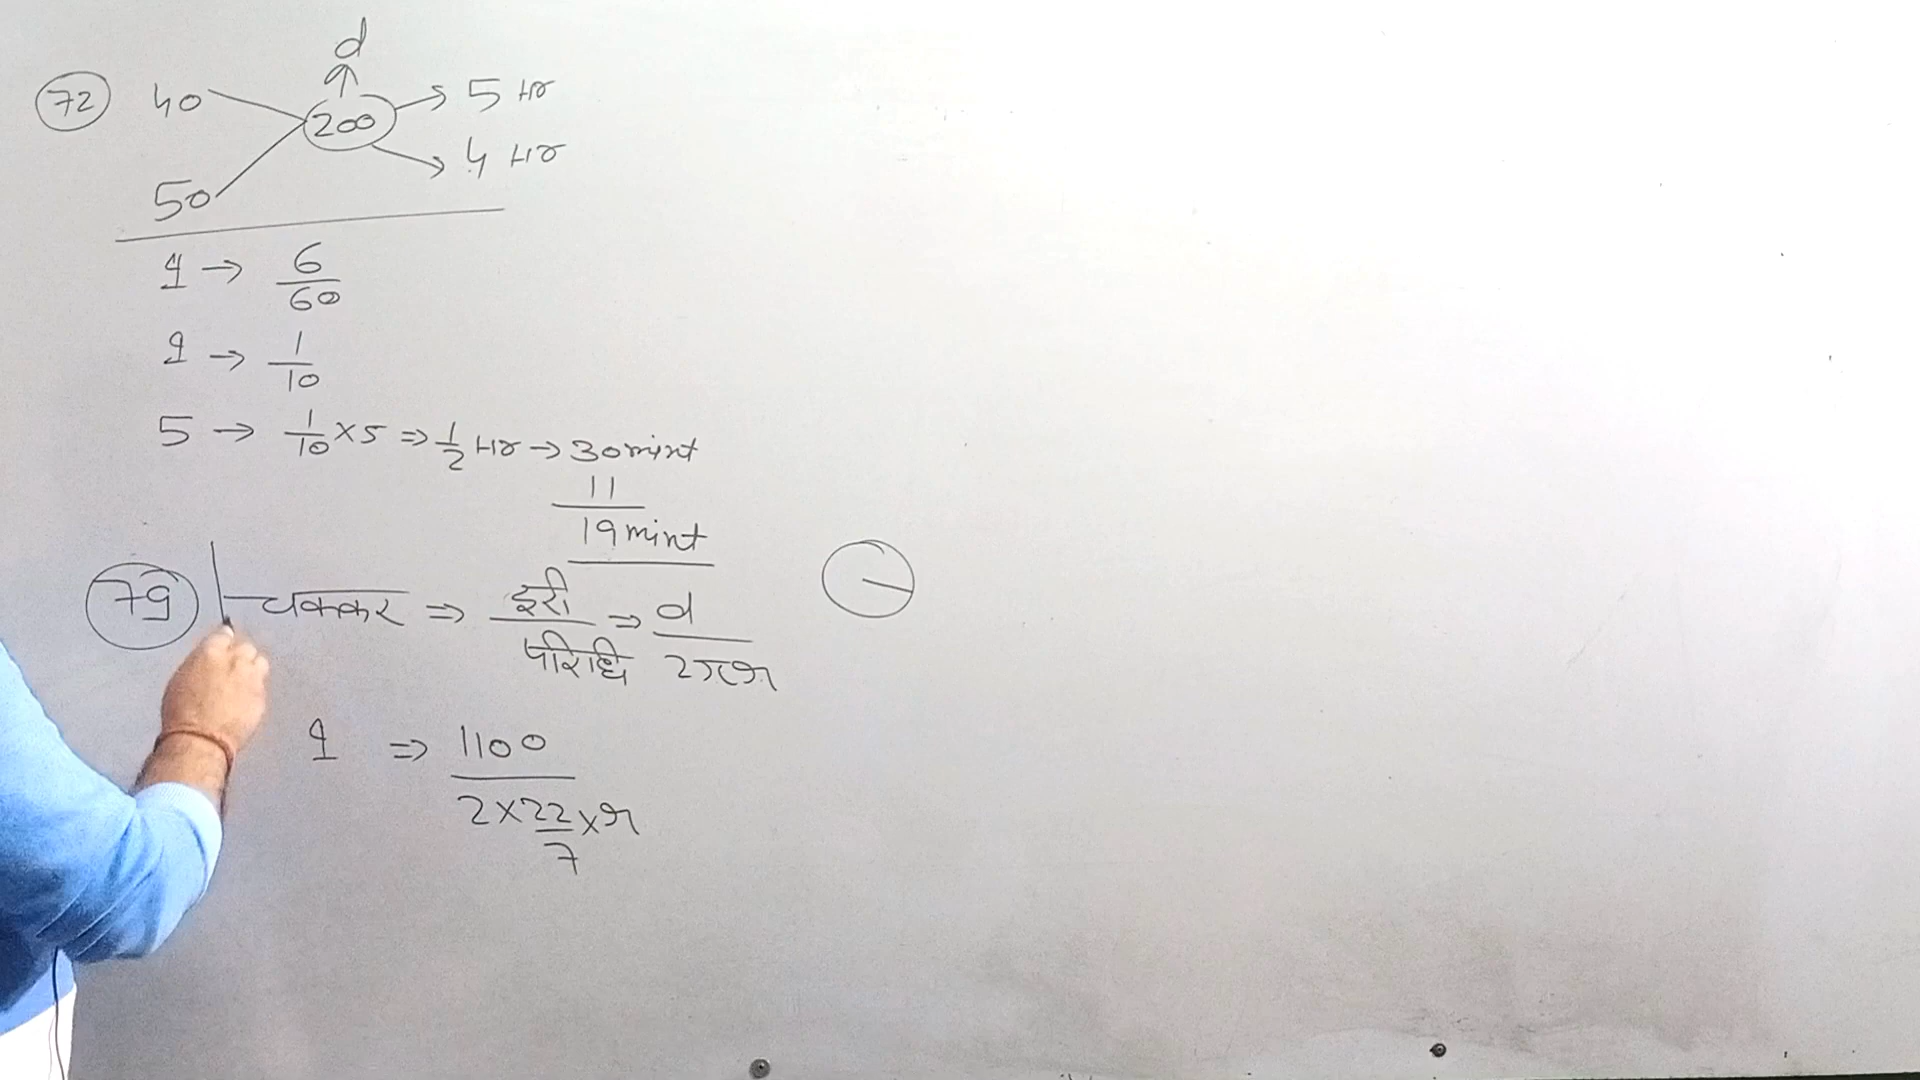 d
72 40 200 5 Hr
4 Hr
50
1 → 6/60
1 → 1/10
5 → 1/10 × 5 ⇒ 1/2 Hr → 30 mint
11
19 mint
79 चक्कर ⇒ दूरी/परिधि ⇒ d/2πr
1 ⇒ 1100/2 × 22/7 × r